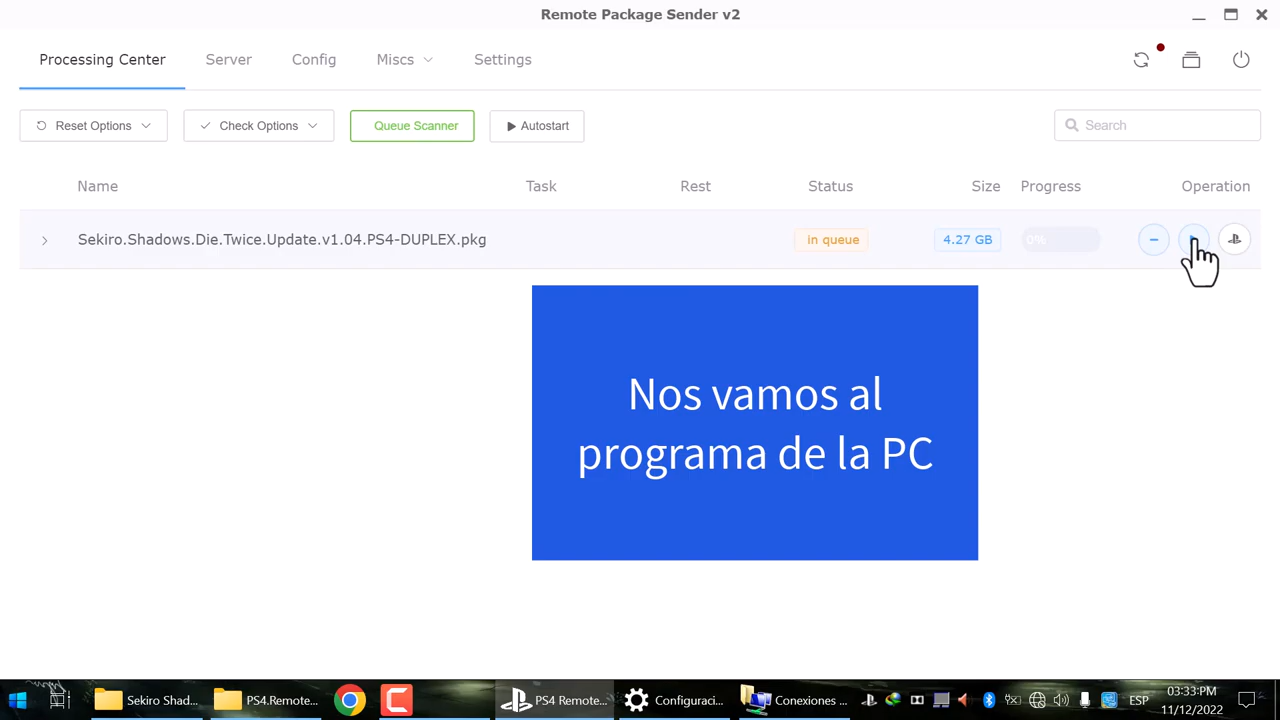 Remote Package Sender v2
Processing Center Server Config Miscs Settings
Reset Options Check Options Queue Scanner Autostart Search
Name Task Rest Status Size Progress Operation
Sekiro.Shadows.Die.Twice.Update.v1.04.PS4-DUPLEX.pkg in queue 4.27 GB 0%
Nos vamos al
programa de la PC
Sekiro Shad... PS4.Remote... PS4 Remote... Configuraci... Conexiones ... ESP
03:33:PM
11/12/2022